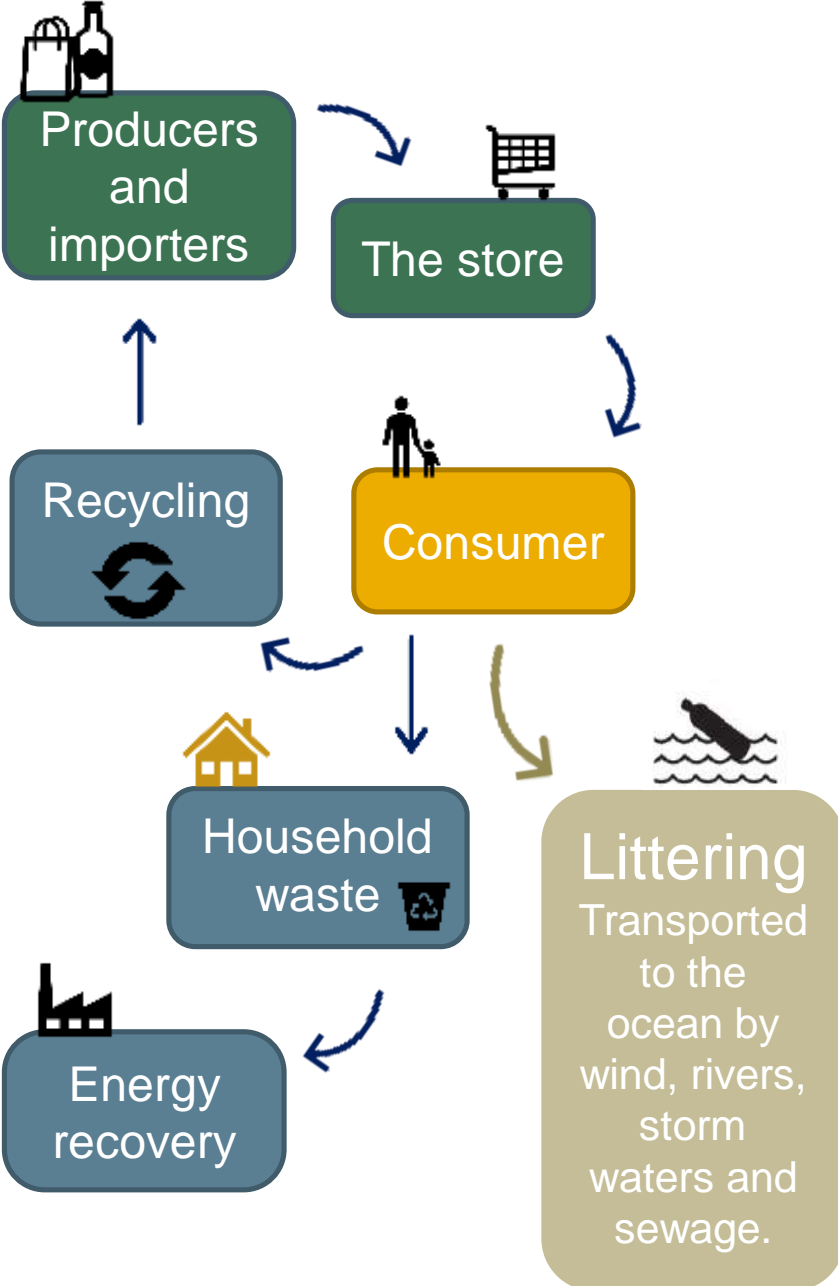 Producers
and
importers
The store
Recycling
Consumer
Household
waste
Energy
recovery
Littering
Transported
to the
ocean by
wind, rivers,
storm
waters and
sewage.